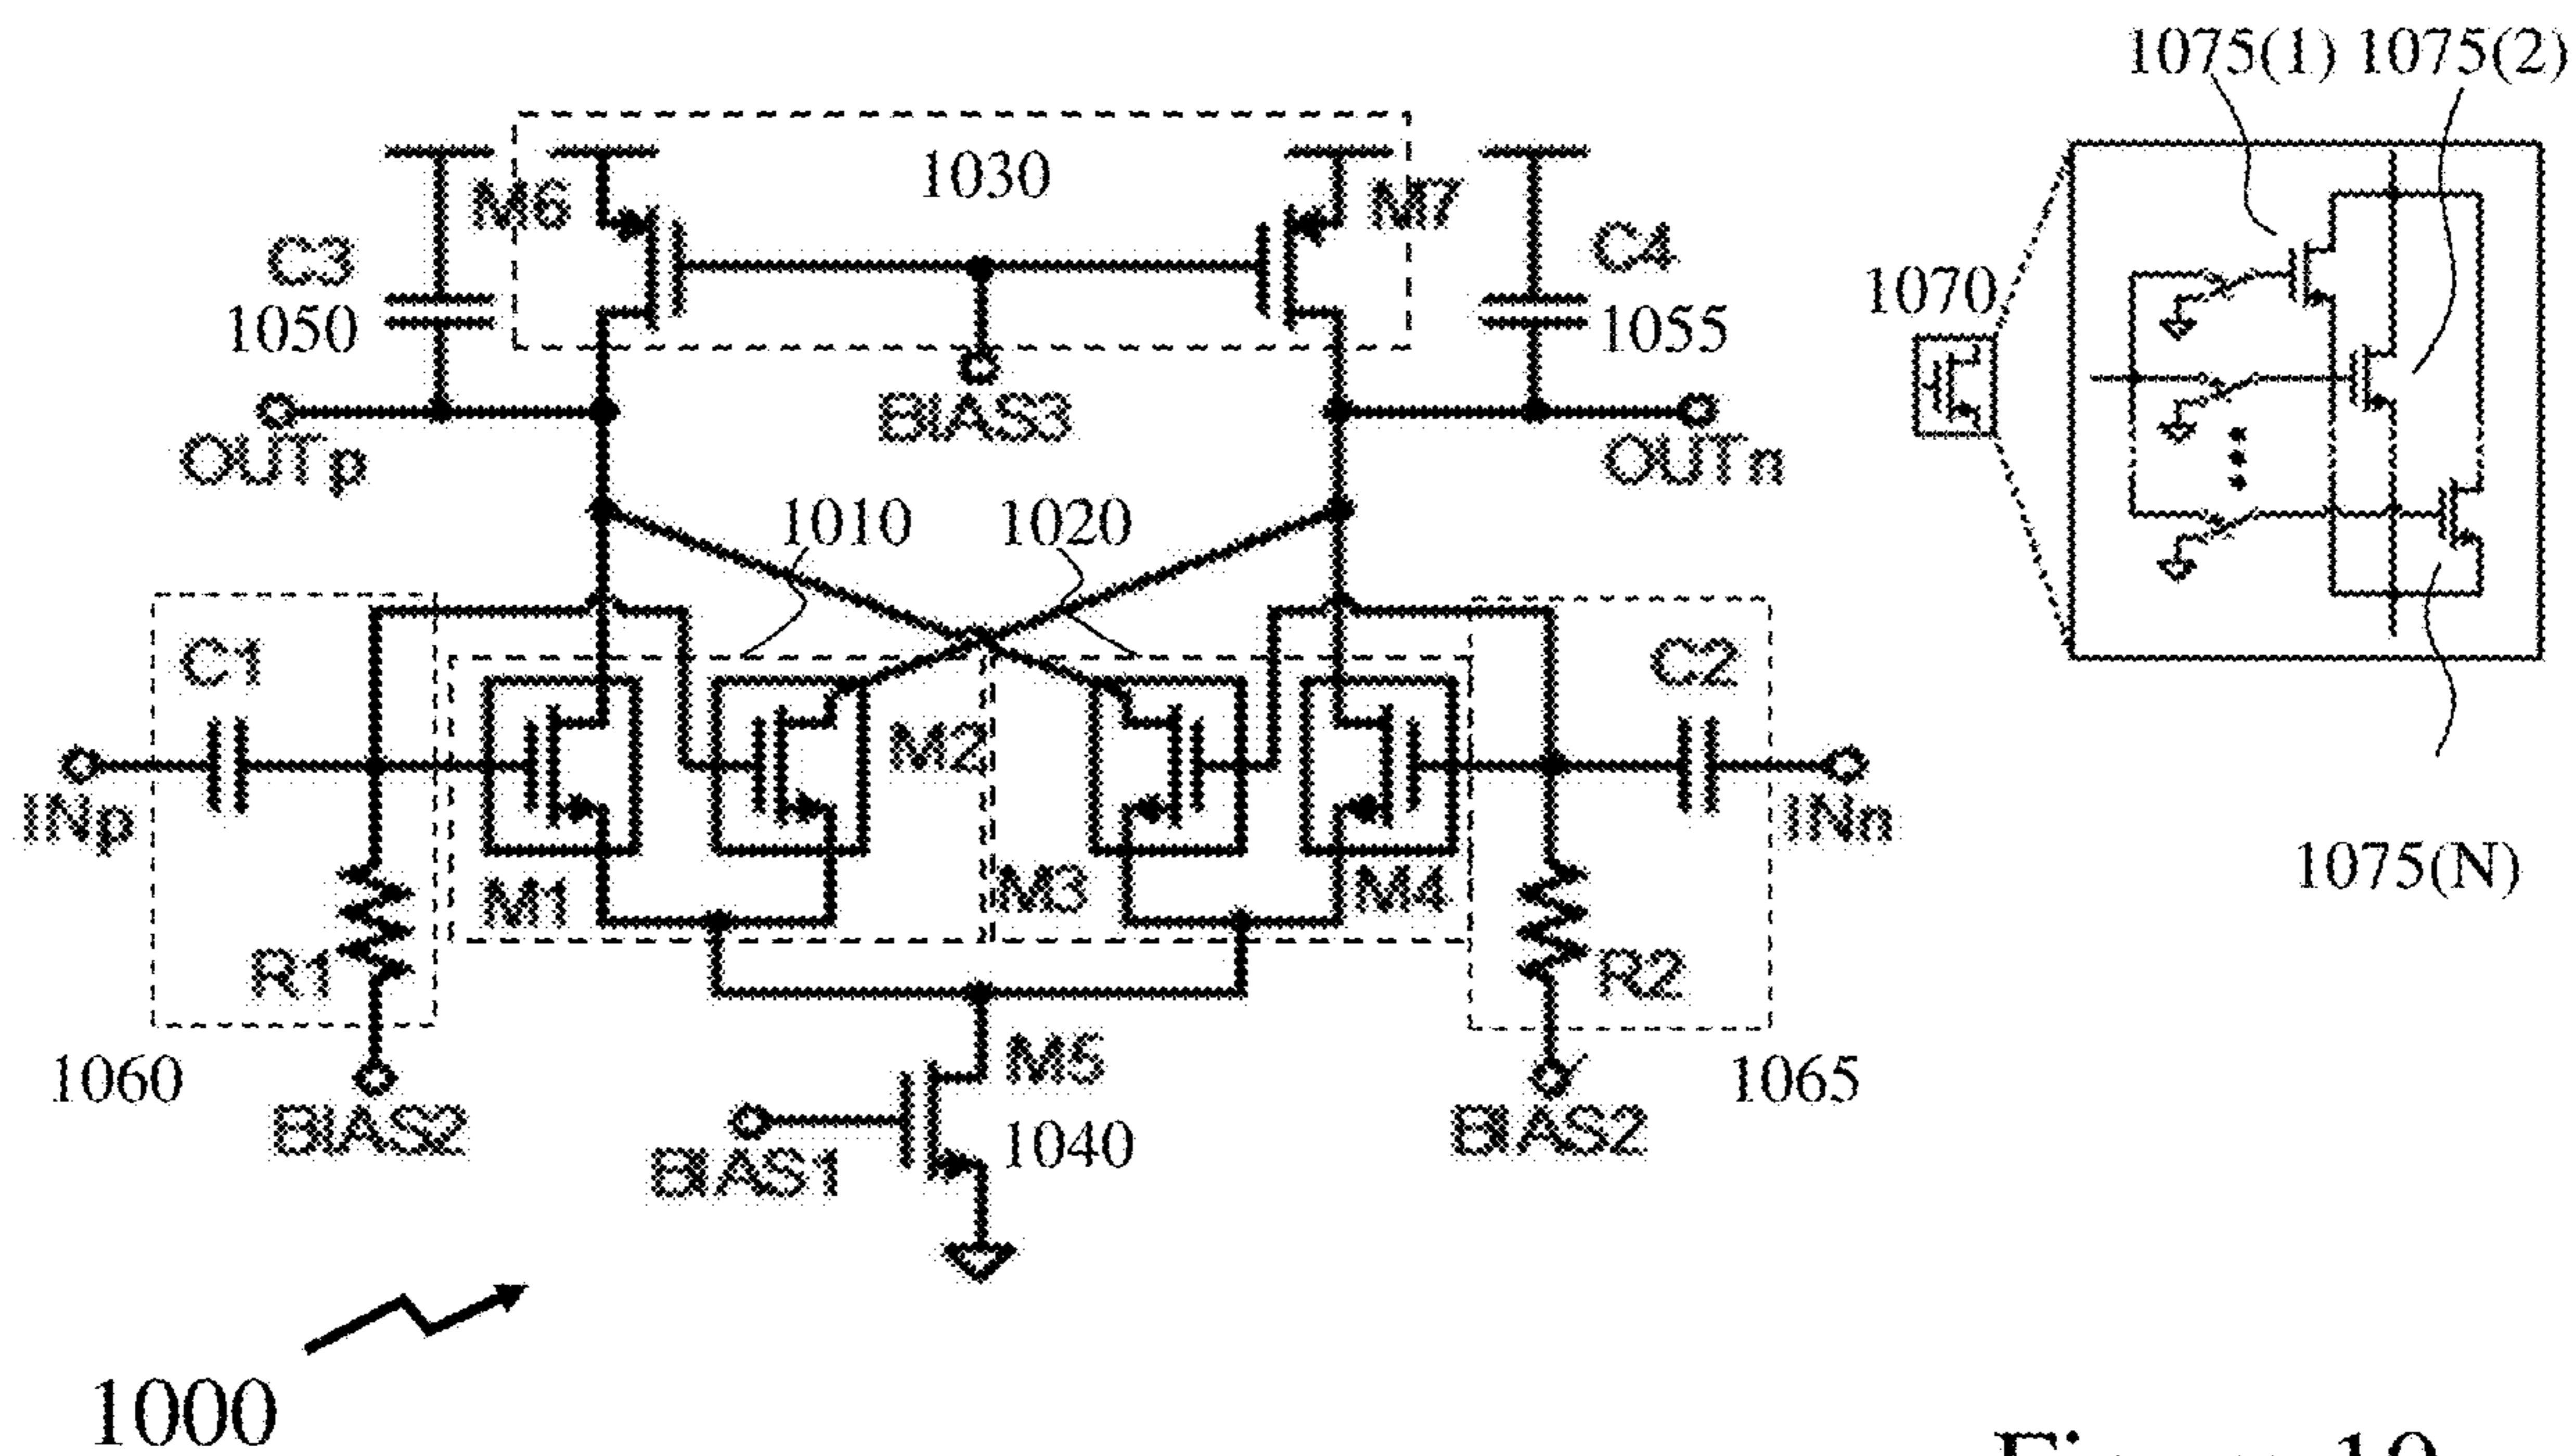 1075(1) 1075(2)
1030
M6
M7
C3
1050
C4
1055
1070
BIAS3
OUTp
OUTn
1010
1020
C1
C2
M2
INp
INn
M1
M3
M4
1075(N)
R1
R2
M5
1060
1065
BIAS2
BIAS2
1040
BIAS1
1000